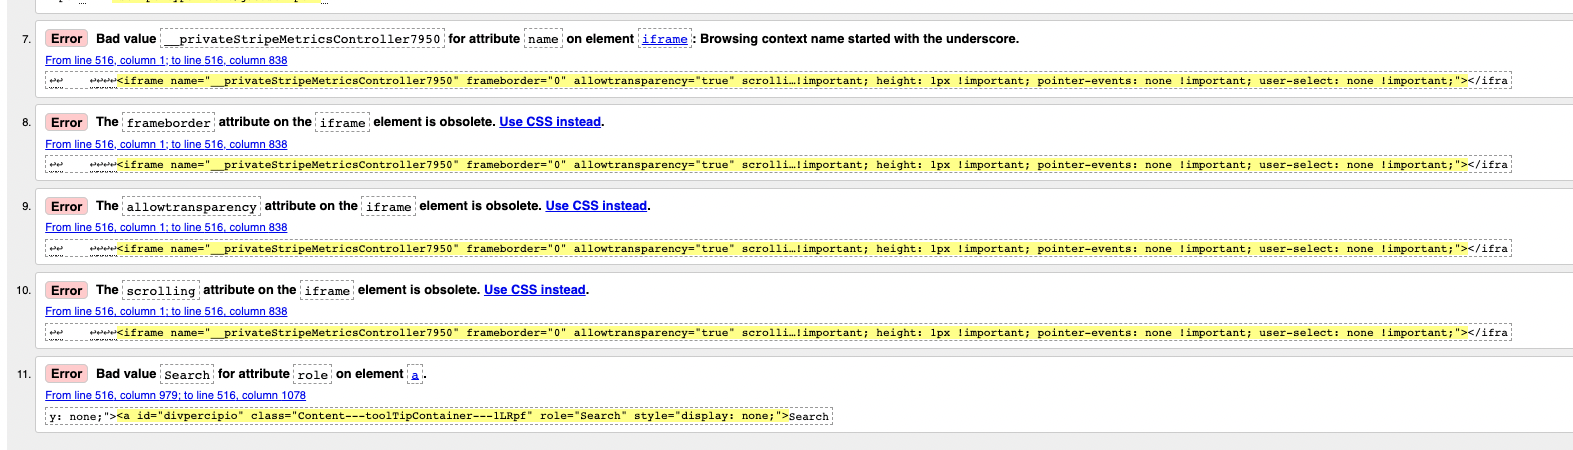 7. Error Bad value __privateStripeMetricsController7950 for attribute name on element iframe: Browsing context name started with the underscore.
From line 516, column 1; to line 516, column 838
↩↩    ↩↩↩↩<iframe name="__privateStripeMetricsController7950" frameborder="0" allowtransparency="true" scrolli…!important; height: 1px !important; pointer-events: none !important; user-select: none !important;"></ifra
8. Error The frameborder attribute on the iframe element is obsolete. Use CSS instead.
From line 516, column 1; to line 516, column 838
↩↩    ↩↩↩↩<iframe name="__privateStripeMetricsController7950" frameborder="0" allowtransparency="true" scrolli…!important; height: 1px !important; pointer-events: none !important; user-select: none !important;"></ifra
9. Error The allowtransparency attribute on the iframe element is obsolete. Use CSS instead.
From line 516, column 1; to line 516, column 838
↩↩    ↩↩↩↩<iframe name="__privateStripeMetricsController7950" frameborder="0" allowtransparency="true" scrolli…!important; height: 1px !important; pointer-events: none !important; user-select: none !important;"></ifra
10. Error The scrolling attribute on the iframe element is obsolete. Use CSS instead.
From line 516, column 1; to line 516, column 838
↩↩    ↩↩↩↩<iframe name="__privateStripeMetricsController7950" frameborder="0" allowtransparency="true" scrolli…!important; height: 1px !important; pointer-events: none !important; user-select: none !important;"></ifra
11. Error Bad value Search for attribute role on element a.
From line 516, column 979; to line 516, column 1078
y: none;"><a id="divpercipio" class="Content---toolTipContainer---1LRpf" role="Search" style="display: none;">Search